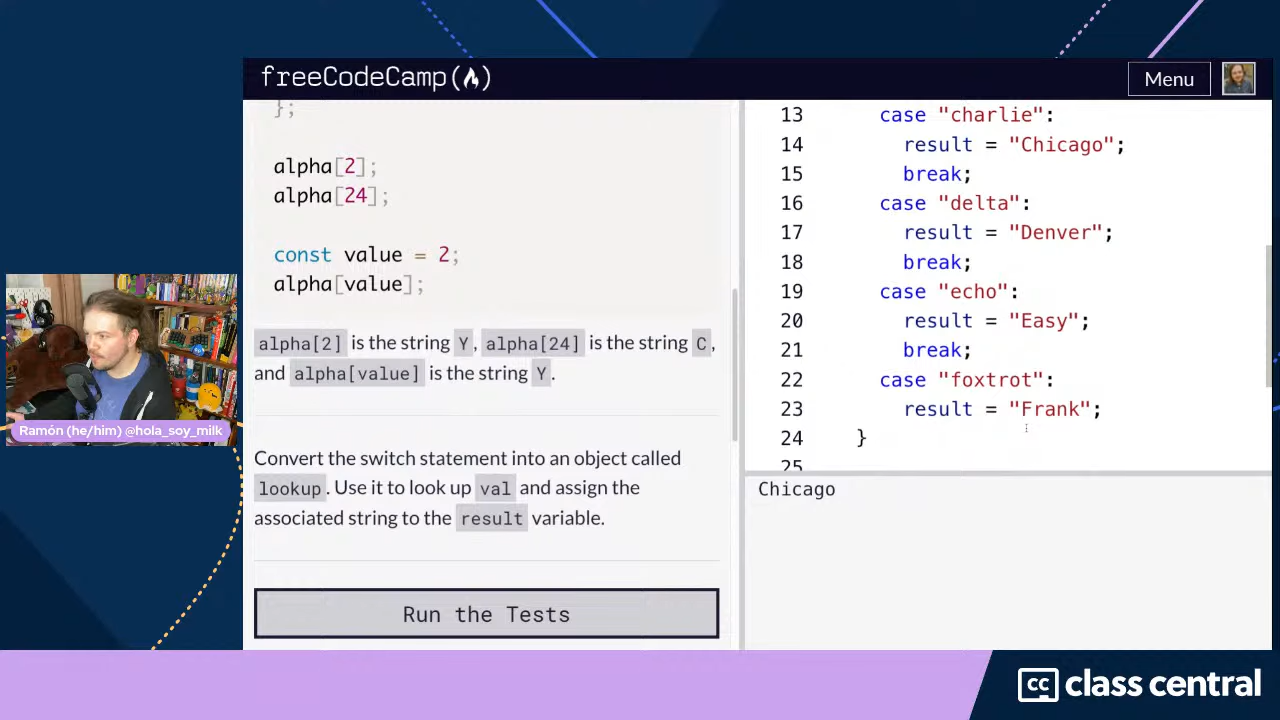 freeCodeCamp(🔥)
Menu
};
alpha[2];
alpha[24];
const value = 2;
alpha[value];
alpha[2] is the string Y, alpha[24] is the string C,
and alpha[value] is the string Y.
Convert the switch statement into an object called
lookup. Use it to look up val and assign the
associated string to the result variable.
Run the Tests
13 case "charlie":
14 result = "Chicago";
15 break;
16 case "delta":
17 result = "Denver";
18 break;
19 case "echo":
20 result = "Easy";
21 break;
22 case "foxtrot":
23 result = "Frank";
24 }
25
Chicago
Ramón (he/him) @hola_soy_milk
cc class central